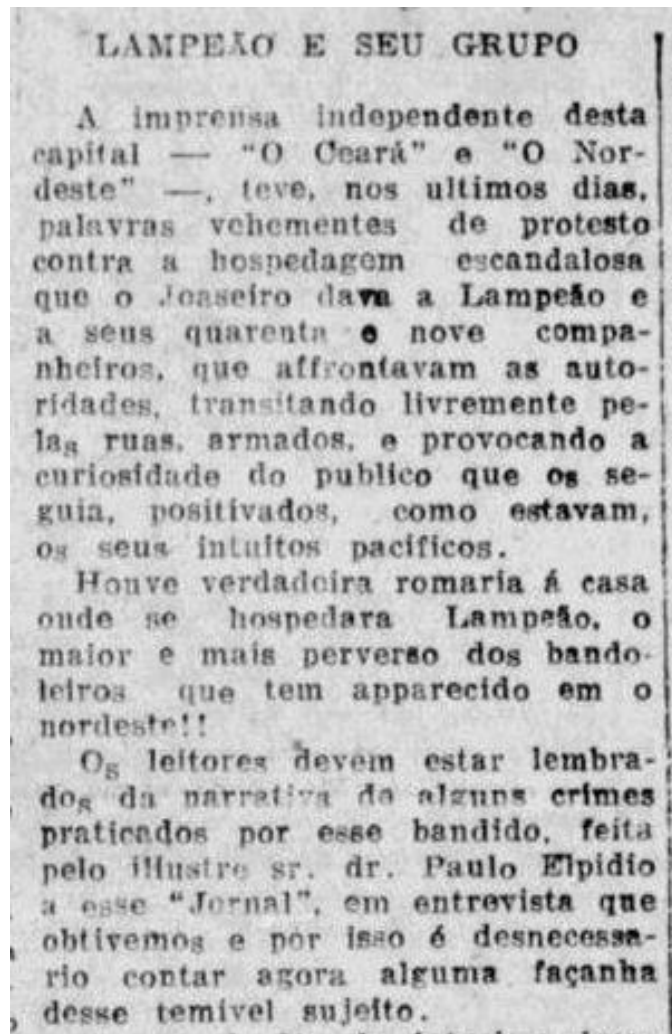 LAMPEÃO E SEU GRUPO
A imprensa independente desta
capital — "O Ceará" e "O Nor-
deste" —, teve, nos ultimos dias,
palavras vehementes de protesto
contra a hospedagem escandalosa
que o Joaseiro dava a Lampeão e
a seus quarenta e nove compa-
nheiros, que affrontavam as auto-
ridades, transitando livremente pe-
las ruas, armados, e provocando a
curiosidade do publico que os se-
guia, positivados, como estavam,
os seus intuitos pacificos.
Houve verdadeira romaria á casa
onde se hospedara Lampeão, o
maior e mais perverso dos bando-
leiros que tem apparecido em o
nordeste!!
Os leitores devem estar lembra-
dos da narrativa de alguns crimes
praticados por esse bandido, feita
pelo illustre sr. dr. Paulo Elpidio
a esse "Jornal", em entrevista que
obtivemos e por isso é desnecessa-
rio contar agora alguma façanha
desse temivel sujeito.